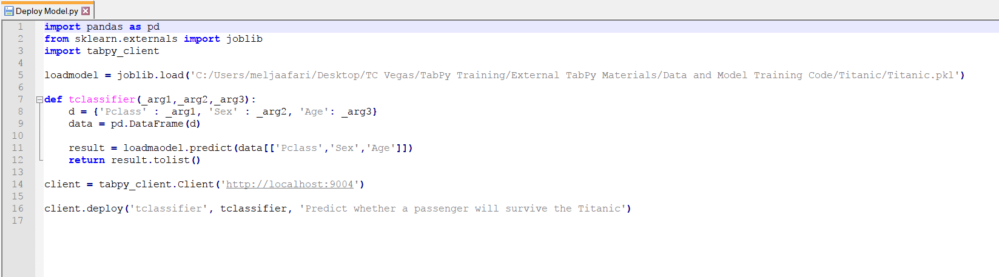 Deploy Model.py
1 import pandas as pd
2 from sklearn.externals import joblib
3 import tabpy_client
4
5 loadmodel = joblib.load('C:/Users/meljaafari/Desktop/TC Vegas/TabPy Training/External TabPy Materials/Data and Model Training Code/Titanic/Titanic.pkl')
6
7 def tclassifier(_arg1,_arg2,_arg3):
8     d = {'Pclass' : _arg1, 'Sex' : _arg2, 'Age': _arg3}
9     data = pd.DataFrame(d)
10
11     result = loadmaodel.predict(data[['Pclass','Sex','Age']])
12     return result.tolist()
13
14 client = tabpy_client.Client('http://localhost:9004')
15
16 client.deploy('tclassifier', tclassifier, 'Predict whether a passenger will survive the Titanic')
17